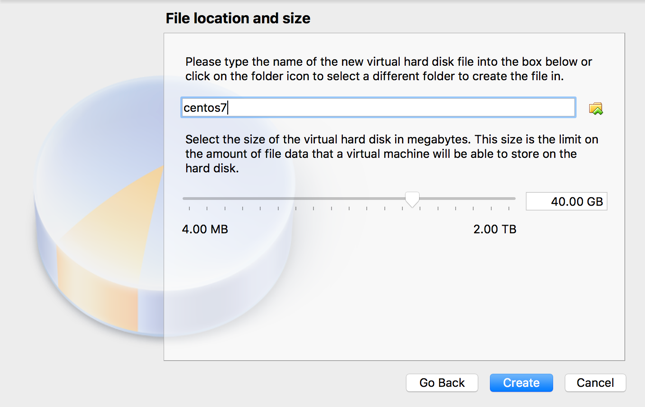 File location and size
Please type the name of the new virtual hard disk file into the box below or
click on the folder icon to select a different folder to create the file in.
centos7
Select the size of the virtual hard disk in megabytes. This size is the limit on
the amount of file data that a virtual machine will be able to store on the
hard disk.
40.00 GB
4.00 MB 2.00 TB
Go Back Create Cancel